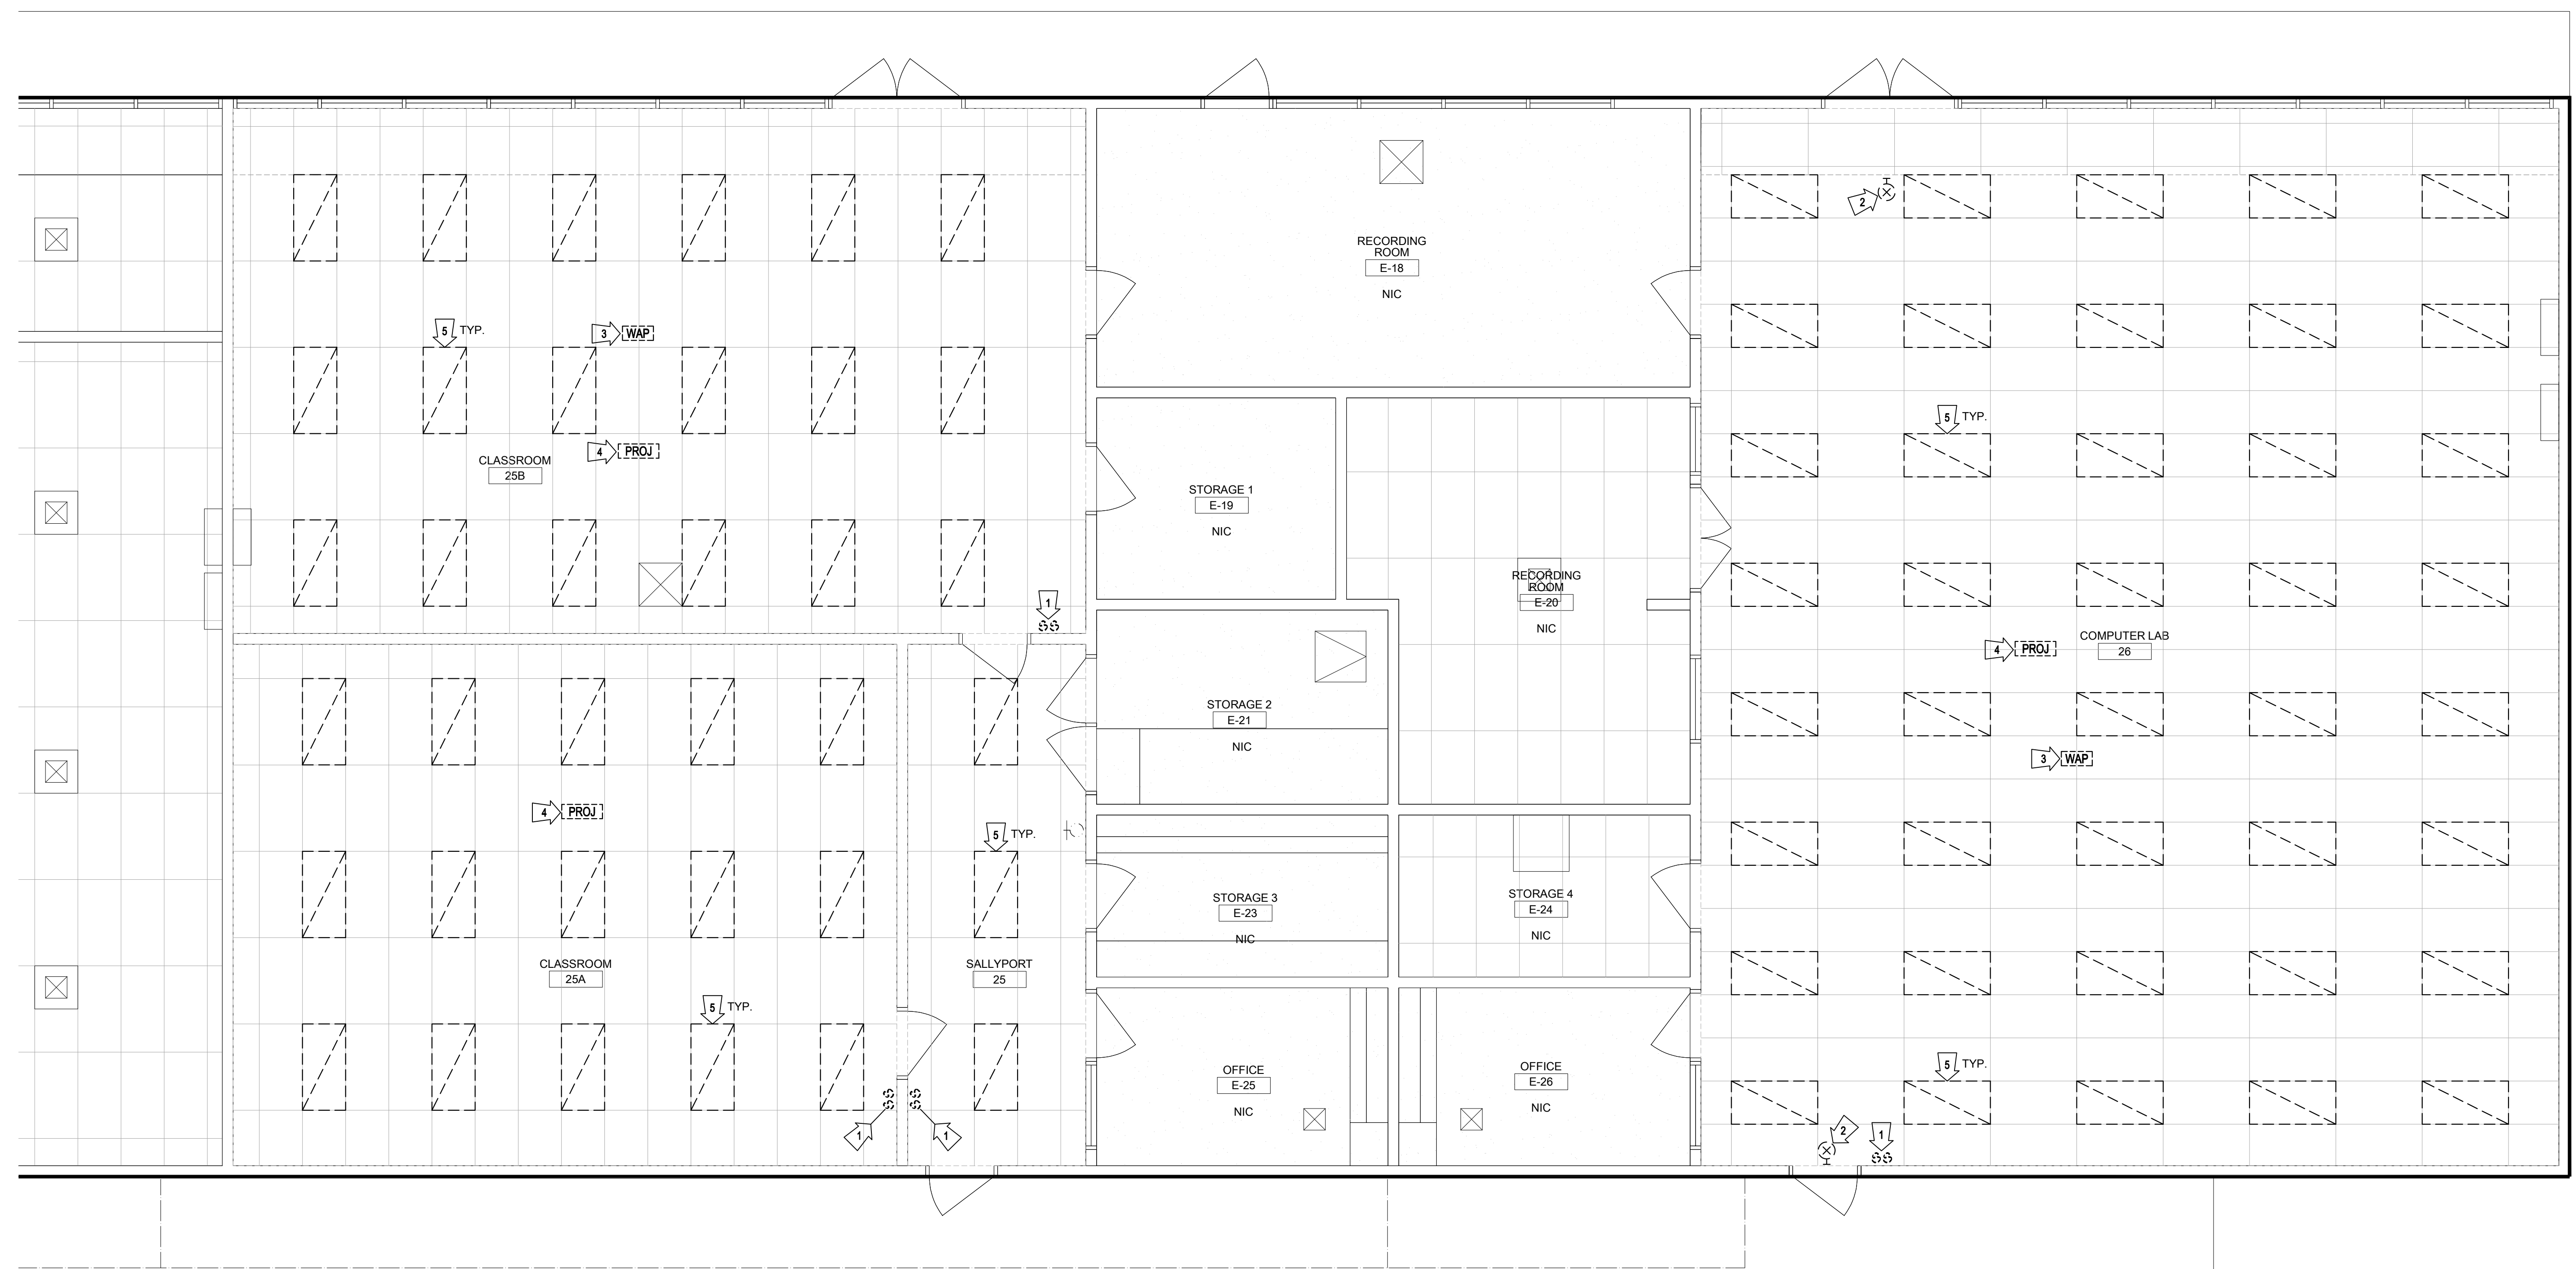 RECORDING
ROOM
E-18
NIC
2
5 TYP.
3 WAP
4 PROJ
CLASSROOM
25B
5 TYP.
STORAGE 1
E-19
NIC
RECORDING
ROOM
E-20
NIC
1
SS
COMPUTER LAB
26
4 PROJ
STORAGE 2
E-21
NIC
3 WAP
4 PROJ
5 TYP.
STORAGE 3
E-23
NIC
STORAGE 4
E-24
NIC
CLASSROOM
25A
SALLYPORT
25
5 TYP.
OFFICE
E-25
NIC
OFFICE
E-26
NIC
5 TYP.
S S
S S
1
1
2
1
SS